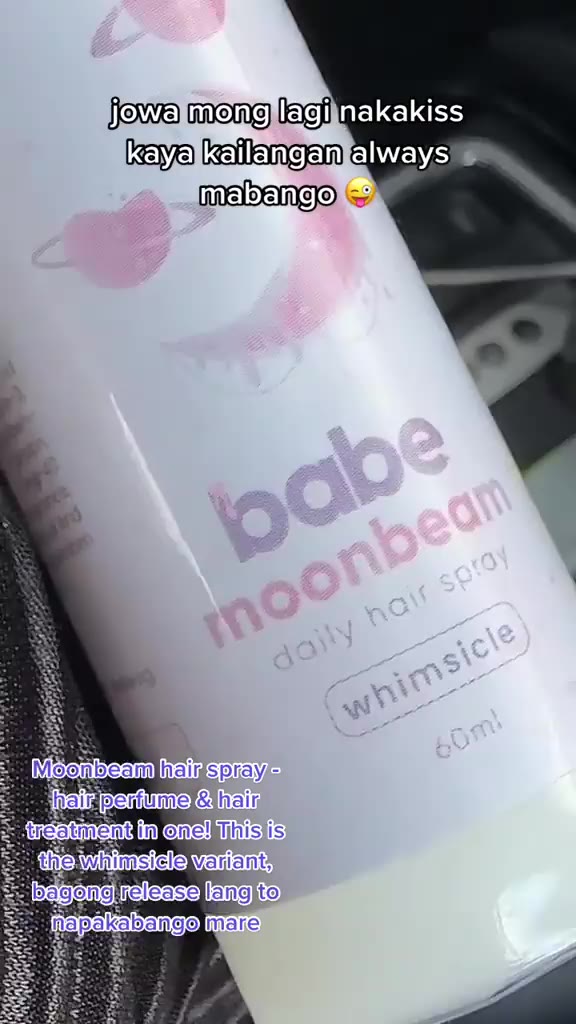 jowa mong lagi nakakiss
kaya kailangan always
mabango 😜
babe
moonbeam
daily hair spray
whimsicle
60ml
Moonbeam hair spray -
hair perfume & hair
treatment in one! This is
the whimsicle variant,
bagong release lang to
napakabango mare